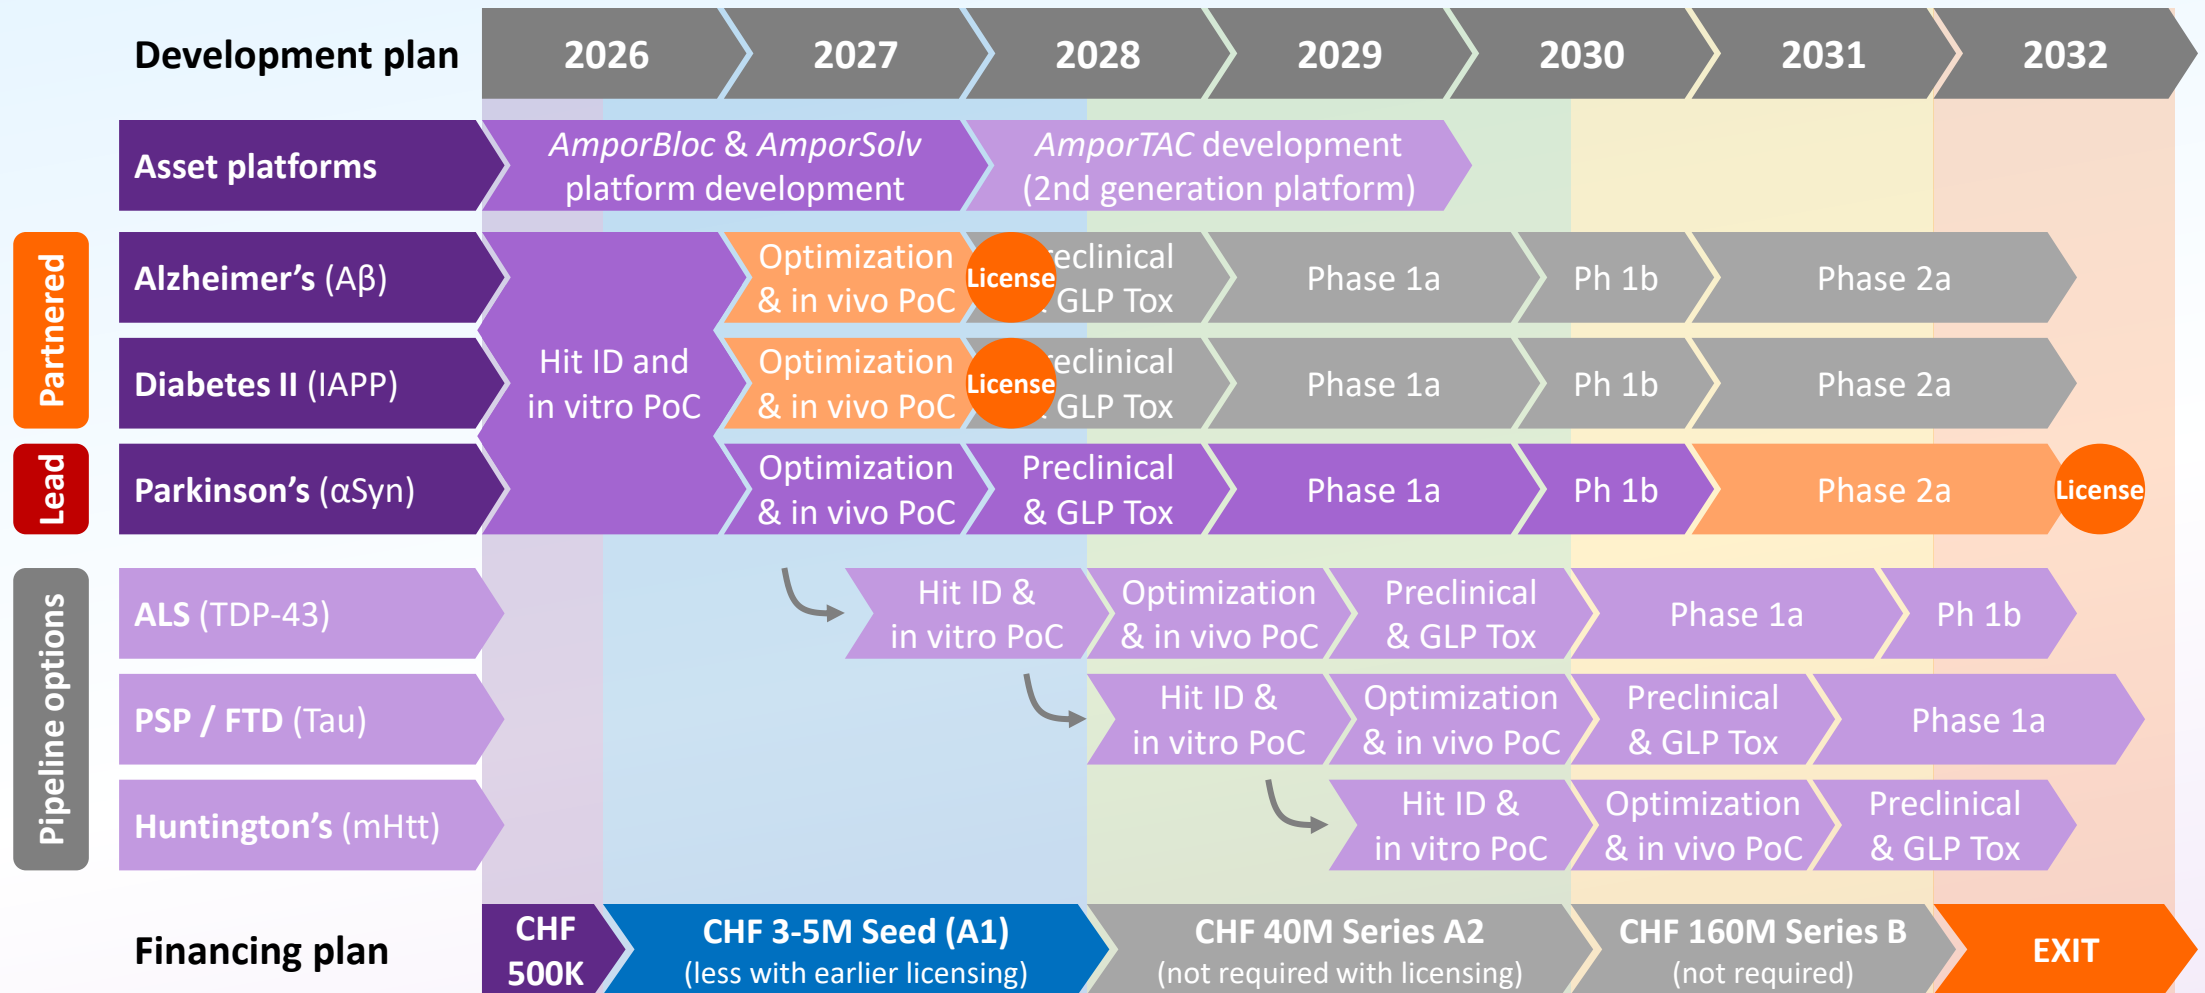 Development plan
2026
2027
2028
2029
2030
2031
2032
Asset platforms
AmporBloc & AmporSolv
platform development
AmporTAC development
(2nd generation platform)
Partnered
Alzheimer's (Aβ)
Hit ID and
in vitro PoC
Optimization
& in vivo PoC
License
reclinical
GLP Tox
Phase 1a
Ph 1b
Phase 2a
Diabetes II (IAPP)
Optimization
& in vivo PoC
License
reclinical
GLP Tox
Phase 1a
Ph 1b
Phase 2a
Lead
Parkinson's (αSyn)
Optimization
& in vivo PoC
Preclinical
& GLP Tox
Phase 1a
Ph 1b
Phase 2a
License
Pipeline options
ALS (TDP-43)
Hit ID &
in vitro PoC
Optimization
& in vivo PoC
Preclinical
& GLP Tox
Phase 1a
Ph 1b
PSP / FTD (Tau)
Hit ID &
in vitro PoC
Optimization
& in vivo PoC
Preclinical
& GLP Tox
Phase 1a
Huntington's (mHtt)
Hit ID &
in vitro PoC
Optimization
& in vivo PoC
Preclinical
& GLP Tox
Financing plan
CHF
500K
CHF 3-5M Seed (A1)
(less with earlier licensing)
CHF 40M Series A2
(not required with licensing)
CHF 160M Series B
(not required)
EXIT